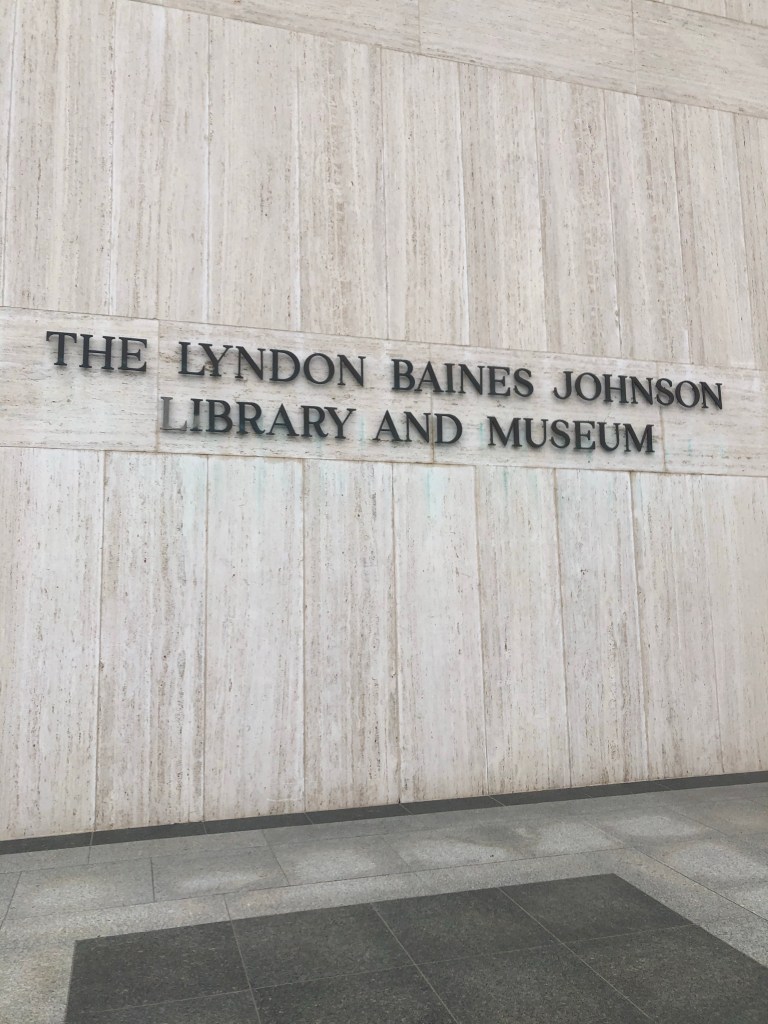 THE LYNDON BAINES JOHNSON
LIBRARY AND MUSEUM